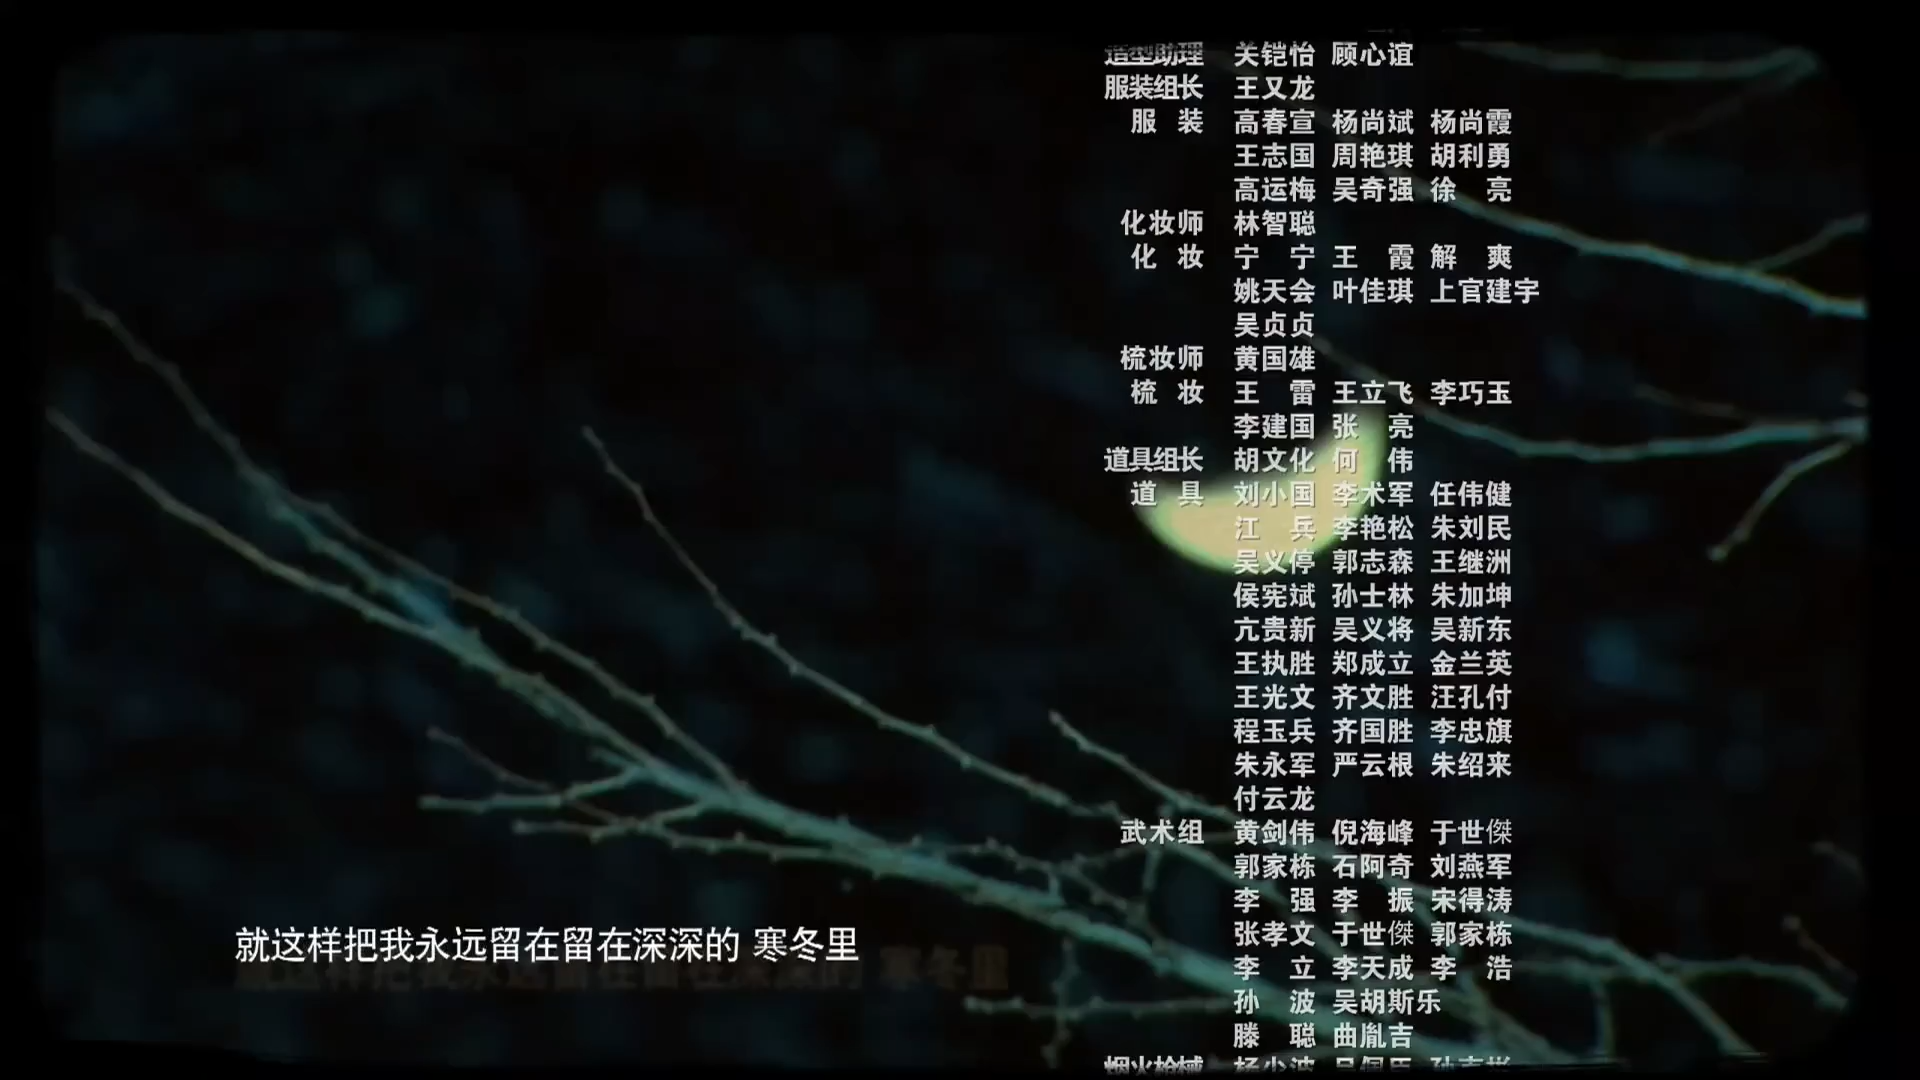 造型助理 关铠怡 顾心谊
服装组长 王又龙
服 装 高春宣 杨尚斌 杨尚霞
王志国 周艳琪 胡利勇
高运梅 吴奇强 徐 亮
化妆师 林智聪
化 妆 宁 宁 王 霞 解 爽
姚天会 叶佳琪 上官建宇
吴贞贞
梳妆师 黄国雄
梳 妆 王 雷 王立飞 李巧玉
李建国 张 亮
道具组长 胡文化 何 伟
道 具 刘小国 李术军 任伟健
江 兵 李艳松 朱刘民
吴义停 郭志森 王继洲
侯宪斌 孙士林 朱加坤
亢贵新 吴义将 吴新东
王执胜 郑成立 金兰英
王光文 齐文胜 汪孔付
程玉兵 齐国胜 李忠旗
朱永军 严云根 朱绍来
付云龙
武术组 黄剑伟 倪海峰 于世傑
郭家栋 石阿奇 刘燕军
李 强 李 振 宋得涛
张孝文 于世傑 郭家栋
李 立 李天成 李 浩
孙 波 吴胡斯乐
滕 聪 曲胤吉
就这样把我永远留在留在深深的 寒冬里